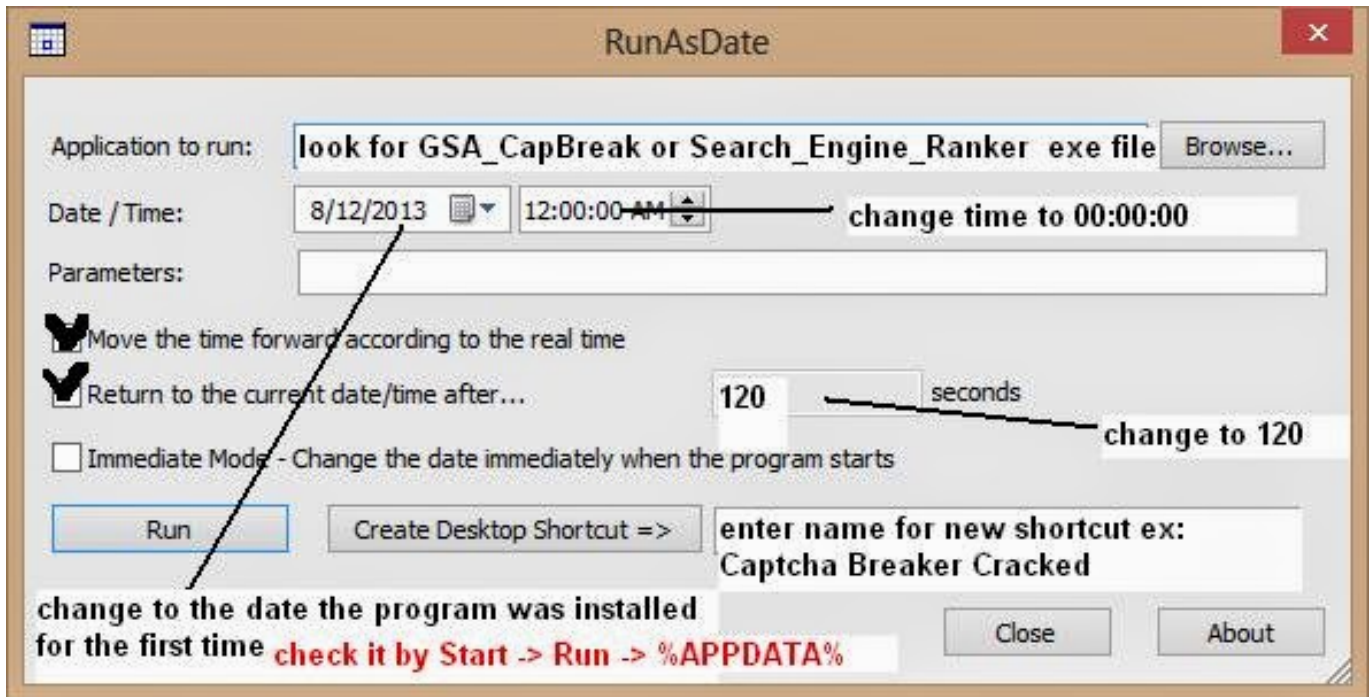 RunAsDate
Application to run: look for GSA_CapBreak or Search_Engine_Ranker exe file Browse...
Date / Time: 8/12/2013 12:00:00 AM change time to 00:00:00
Parameters:
Move the time forward according to the real time
Return to the current date/time after... 120 seconds
change to 120
Immediate Mode - Change the date immediately when the program starts
Run Create Desktop Shortcut => enter name for new shortcut ex:
Captcha Breaker Cracked
change to the date the program was installed
for the first time check it by Start -> Run -> %APPDATA%
Close About